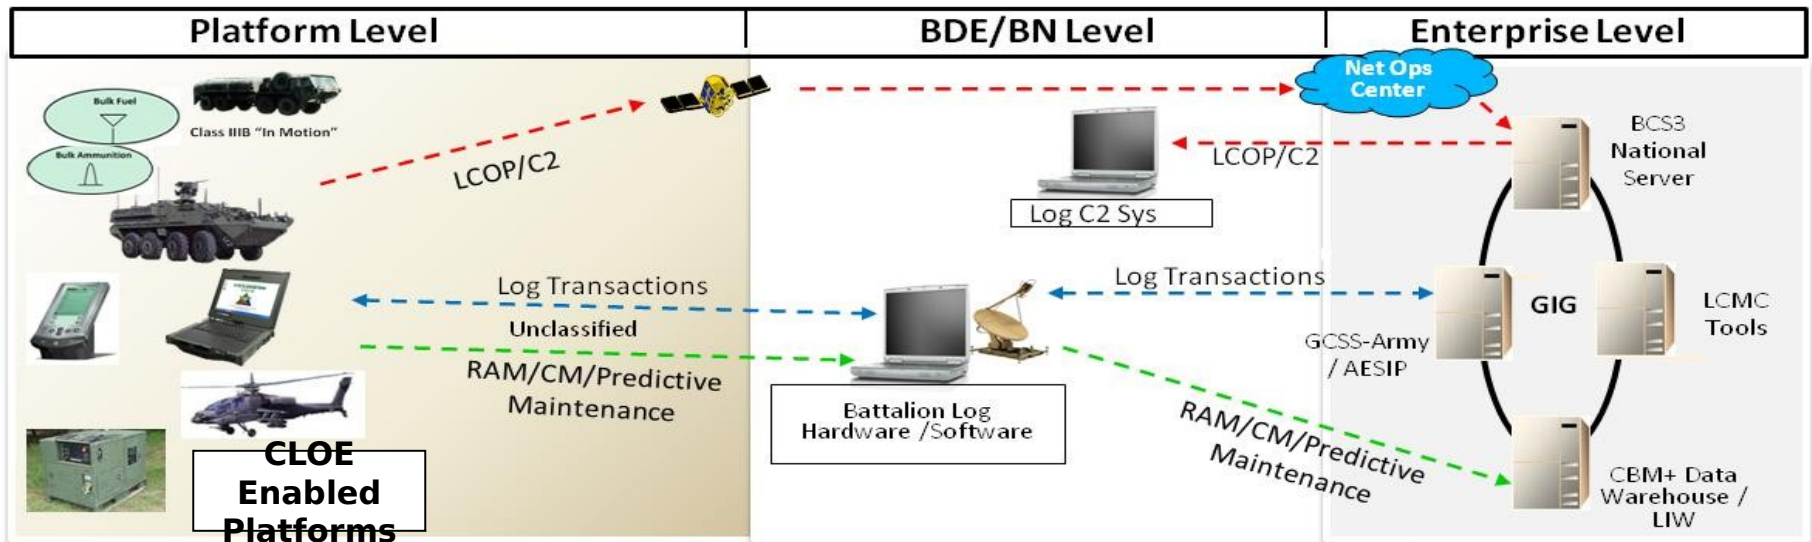 Platform Level
BDE/BN Level
Enterprise Level
Bulk Fuel
Class IIIB “In Motion”
Bulk Ammunition
LCOP/C2
Net Ops
Center
LCOP/C2
BCS3
National
Server
Log C2 Sys
Log Transactions
Unclassified
RAM/CM/Predictive
Maintenance
Log Transactions
GCSS-Army
/ AESIP
GIG
LCMC
Tools
Battalion Log
Hardware /Software
RAM/CM/Predictive
Maintenance
CBM+ Data
Warehouse /
LIW
CLOE
Enabled
Platforms